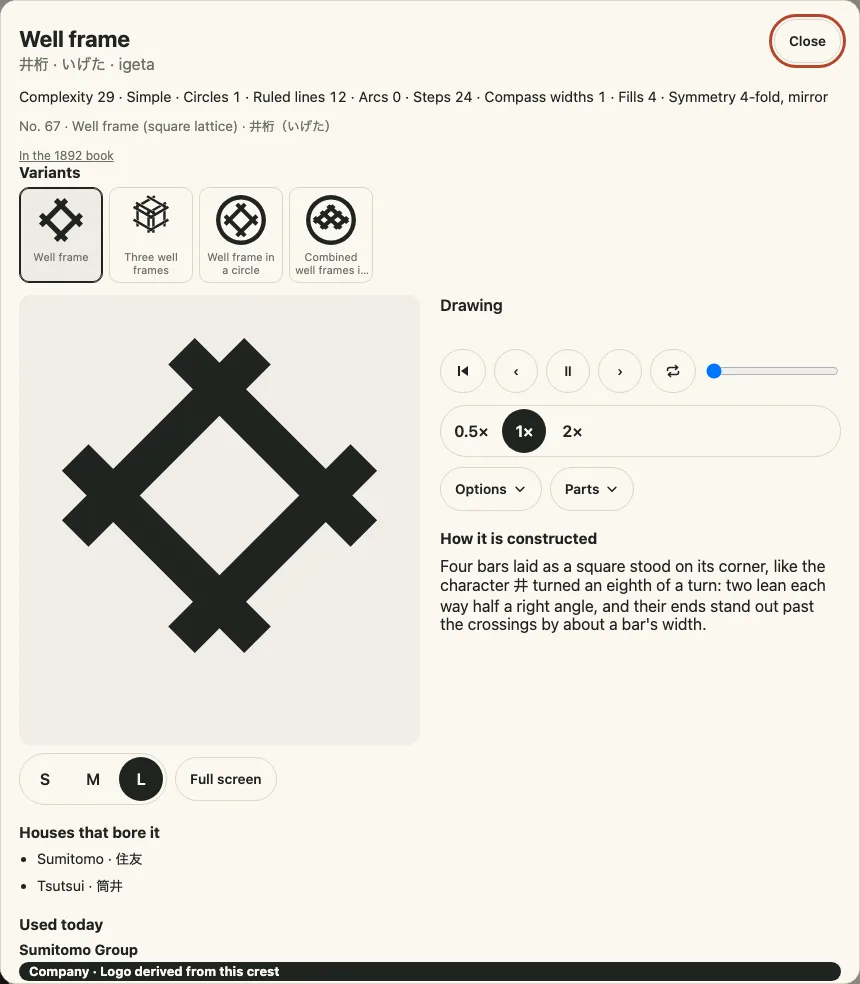 Well frame
Close
井桁 · いげた · igeta
Complexity 29 · Simple · Circles 1 · Ruled lines 12 · Arcs 0 · Steps 24 · Compass widths 1 · Fills 4 · Symmetry 4-fold, mirror
No. 67 · Well frame (square lattice) · 井桁（いげた）
In the 1892 book
Variants
Well frame
Three well
frames
Well frame in
a circle
Combined
well frames i…
Drawing
0.5×
1×
2×
Options
Parts
How it is constructed
Four bars laid as a square stood on its corner, like the
character 井 turned an eighth of a turn: two lean each
way half a right angle, and their ends stand out past
the crossings by about a bar's width.
S
M
L
Full screen
Houses that bore it
• Sumitomo · 住友
• Tsutsui · 筒井
Used today
Sumitomo Group
Company · Logo derived from this crest